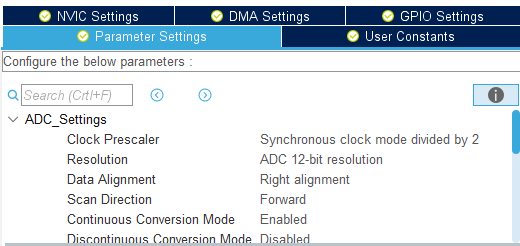 NVIC Settings DMA Settings GPIO Settings
Parameter Settings User Constants
Configure the below parameters :
Search (Crtl+F)
ADC_Settings
Clock Prescaler Synchronous clock mode divided by 2
Resolution ADC 12-bit resolution
Data Alignment Right alignment
Scan Direction Forward
Continuous Conversion Mode Enabled
Discontinuous Conversion Mode Disabled